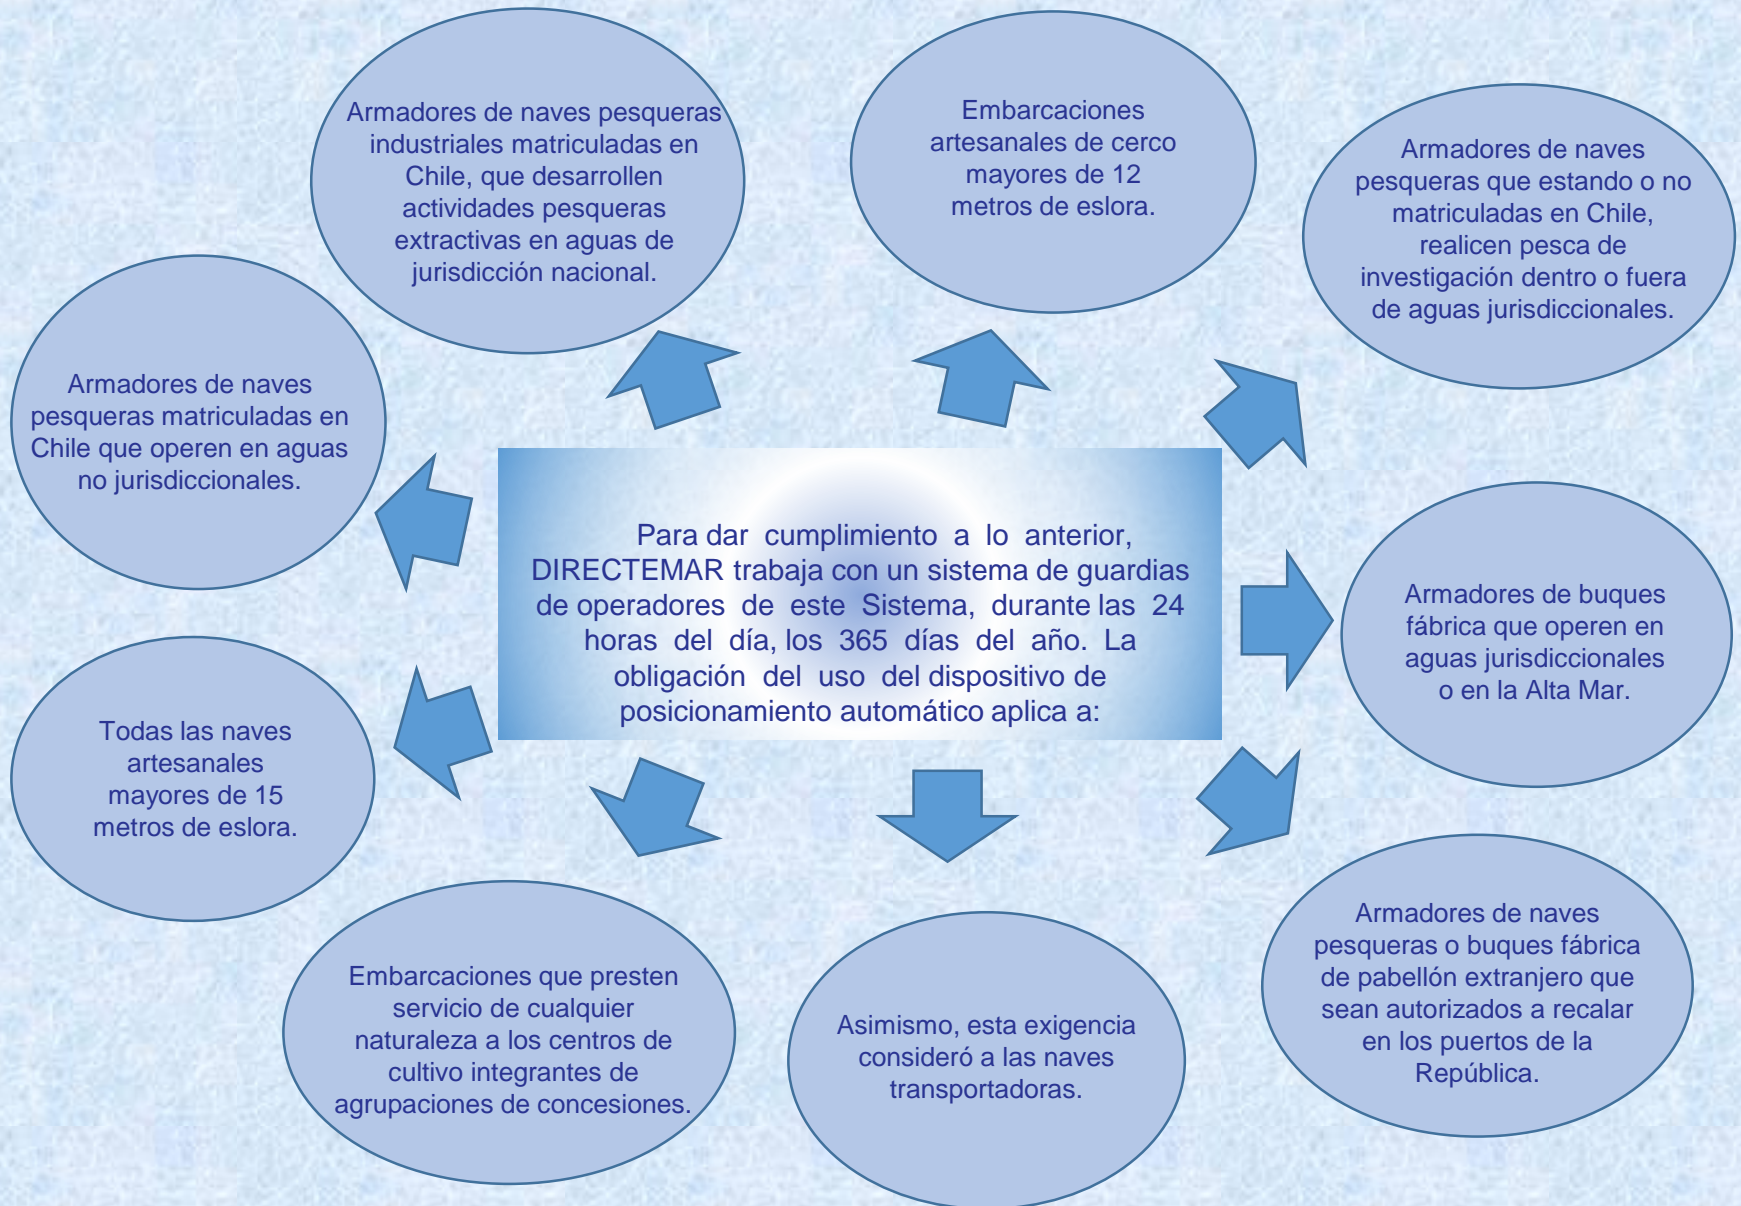 Armadores de naves pesqueras
industriales matriculadas en
Chile, que desarrollen
actividades pesqueras
extractivas en aguas de
jurisdicción nacional.
Embarcaciones
artesanales de cerco
mayores de 12
metros de eslora.
Armadores de naves
pesqueras que estando o no
matriculadas en Chile,
realicen pesca de
investigación dentro o fuera
de aguas jurisdiccionales.
Armadores de naves
pesqueras matriculadas en
Chile que operen en aguas
no jurisdiccionales.
Para dar cumplimiento a lo anterior,
DIRECTEMAR trabaja con un sistema de guardias
de operadores de este Sistema, durante las 24
horas del día, los 365 días del año. La
obligación del uso del dispositivo de
posicionamiento automático aplica a:
Armadores de buques
fábrica que operen en
aguas jurisdiccionales
o en la Alta Mar.
Todas las naves
artesanales
mayores de 15
metros de eslora.
Embarcaciones que presten
servicio de cualquier
naturaleza a los centros de
cultivo integrantes de
agrupaciones de concesiones.
Asimismo, esta exigencia
consideró a las naves
transportadoras.
Armadores de naves
pesqueras o buques fábrica
de pabellón extranjero que
sean autorizados a recalar
en los puertos de la
República.